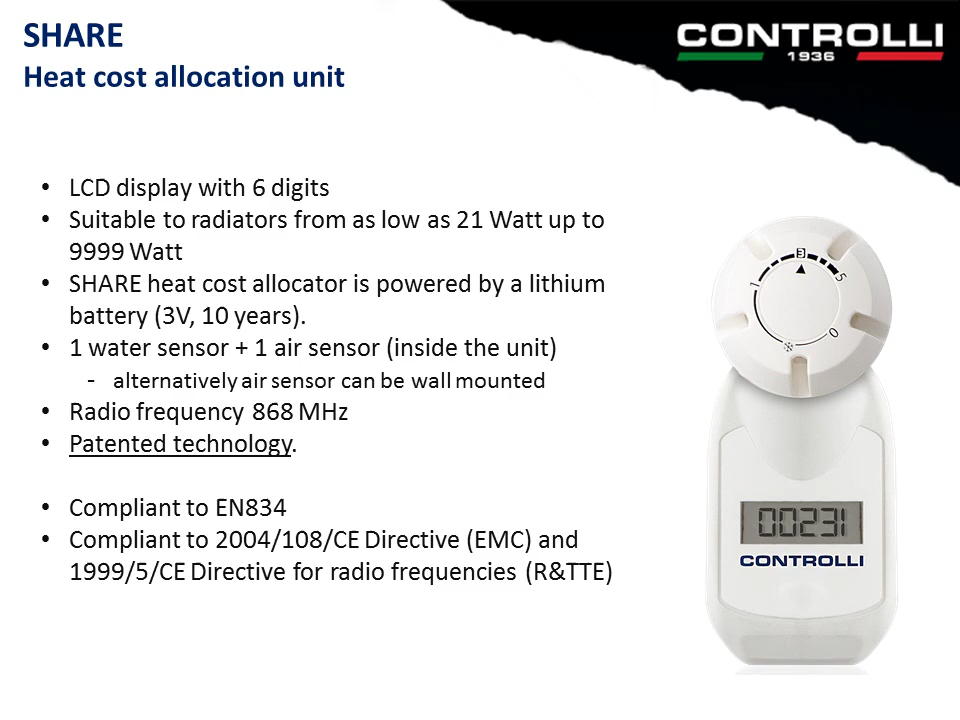 SHARE
Heat cost allocation unit
CONTROLLI
1936
• LCD display with 6 digits
• Suitable to radiators from as low as 21 Watt up to
9999 Watt
• SHARE heat cost allocator is powered by a lithium
battery (3V, 10 years).
• 1 water sensor + 1 air sensor (inside the unit)
- alternatively air sensor can be wall mounted
• Radio frequency 868 MHz
• Patented technology.
• Compliant to EN834
• Compliant to 2004/108/CE Directive (EMC) and
1999/5/CE Directive for radio frequencies (R&TTE)
3
5
1
0
00231
CONTROLLI